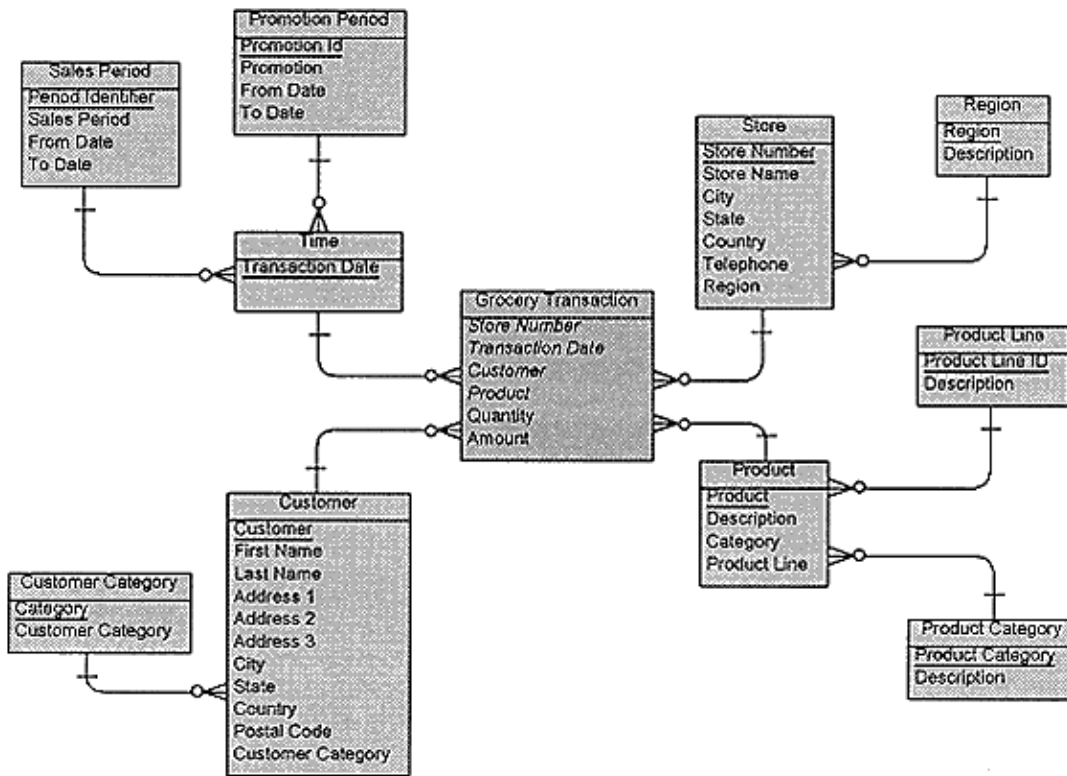 Promotion Period
Promotion Id
Promotion
From Date
To Date
Sales Period
Period Identifier
Sales Period
From Date
To Date
Time
Transaction Date
Store
Store Number
Store Name
City
State
Country
Telephone
Region
Region
Region
Description
Grocery Transaction
Store Number
Transaction Date
Customer
Product
Quantity
Amount
Product Line
Product Line ID
Description
Product
Product
Description
Category
Product Line
Customer
Customer
First Name
Last Name
Address 1
Address 2
Address 3
City
State
Country
Postal Code
Customer Category
Customer Category
Category
Customer Category
Product Category
Product Category
Description